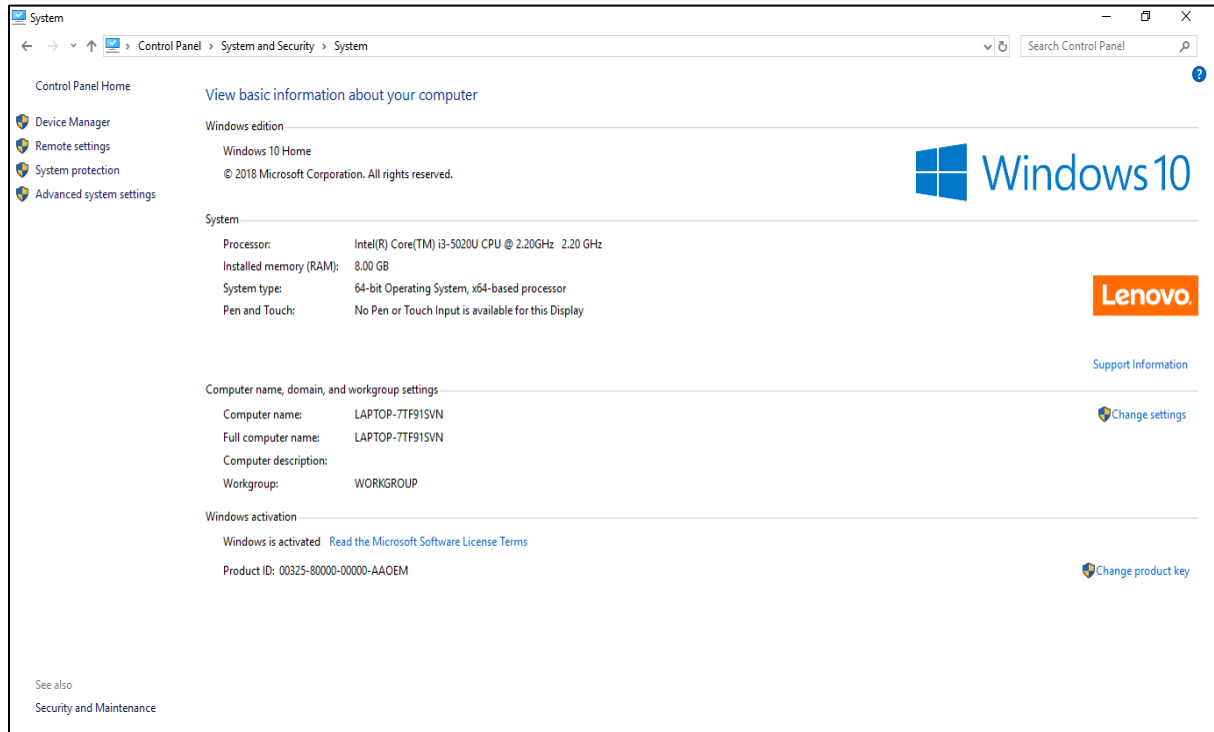 System
Control Panel › System and Security › System
Search Control Panel
?
Control Panel Home
Device Manager
Remote settings
System protection
Advanced system settings
View basic information about your computer
Windows edition
Windows 10 Home
© 2018 Microsoft Corporation. All rights reserved.
Windows 10
System
Processor: Intel(R) Core(TM) i3-5020U CPU @ 2.20GHz 2.20 GHz
Installed memory (RAM): 8.00 GB
System type: 64-bit Operating System, x64-based processor
Pen and Touch: No Pen or Touch Input is available for this Display
Lenovo.
Support Information
Computer name, domain, and workgroup settings
Computer name: LAPTOP-7TF91SVN
Change settings
Full computer name: LAPTOP-7TF91SVN
Computer description:
Workgroup: WORKGROUP
Windows activation
Windows is activated Read the Microsoft Software License Terms
Product ID: 00325-80000-00000-AAOEM
Change product key
See also
Security and Maintenance